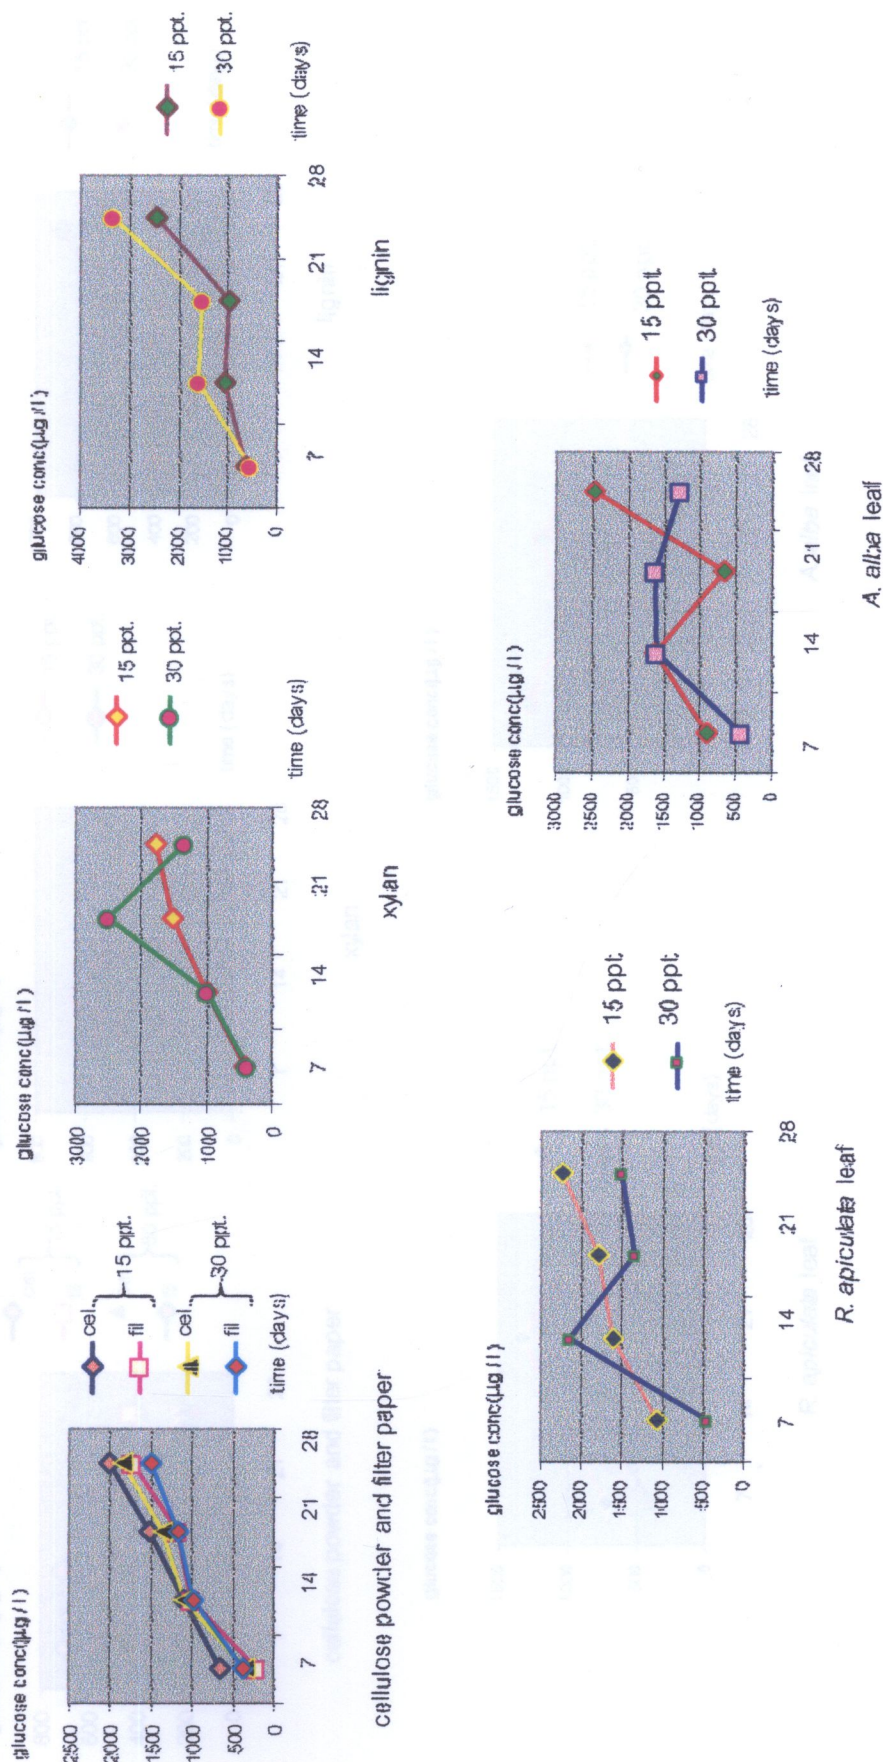 glucose conc(µg /l)
2500
2000
1500
1000
500
0
7 14 21 28
time (days)
cel.
fil
15 ppt.
cel.
fil
30 ppt.
cellulose powder and filter paper
glucose conc(µg /l)
3000
2000
1000
0
7 14 21 28
time (days)
15 ppt.
30 ppt.
xylan
glucose conc(µg /l)
4000
3000
2000
1000
0
7 14 21 28
time (days)
15 ppt.
30 ppt.
lignin
glucose conc(µg /l)
2500
2000
1500
1000
500
0
7 14 21 28
time (days)
15 ppt.
30 ppt.
R. apiculata leaf
glucose conc(µg /l)
3000
2500
2000
1500
1000
500
0
7 14 21 28
time (days)
15 ppt.
30 ppt.
A. alba leaf